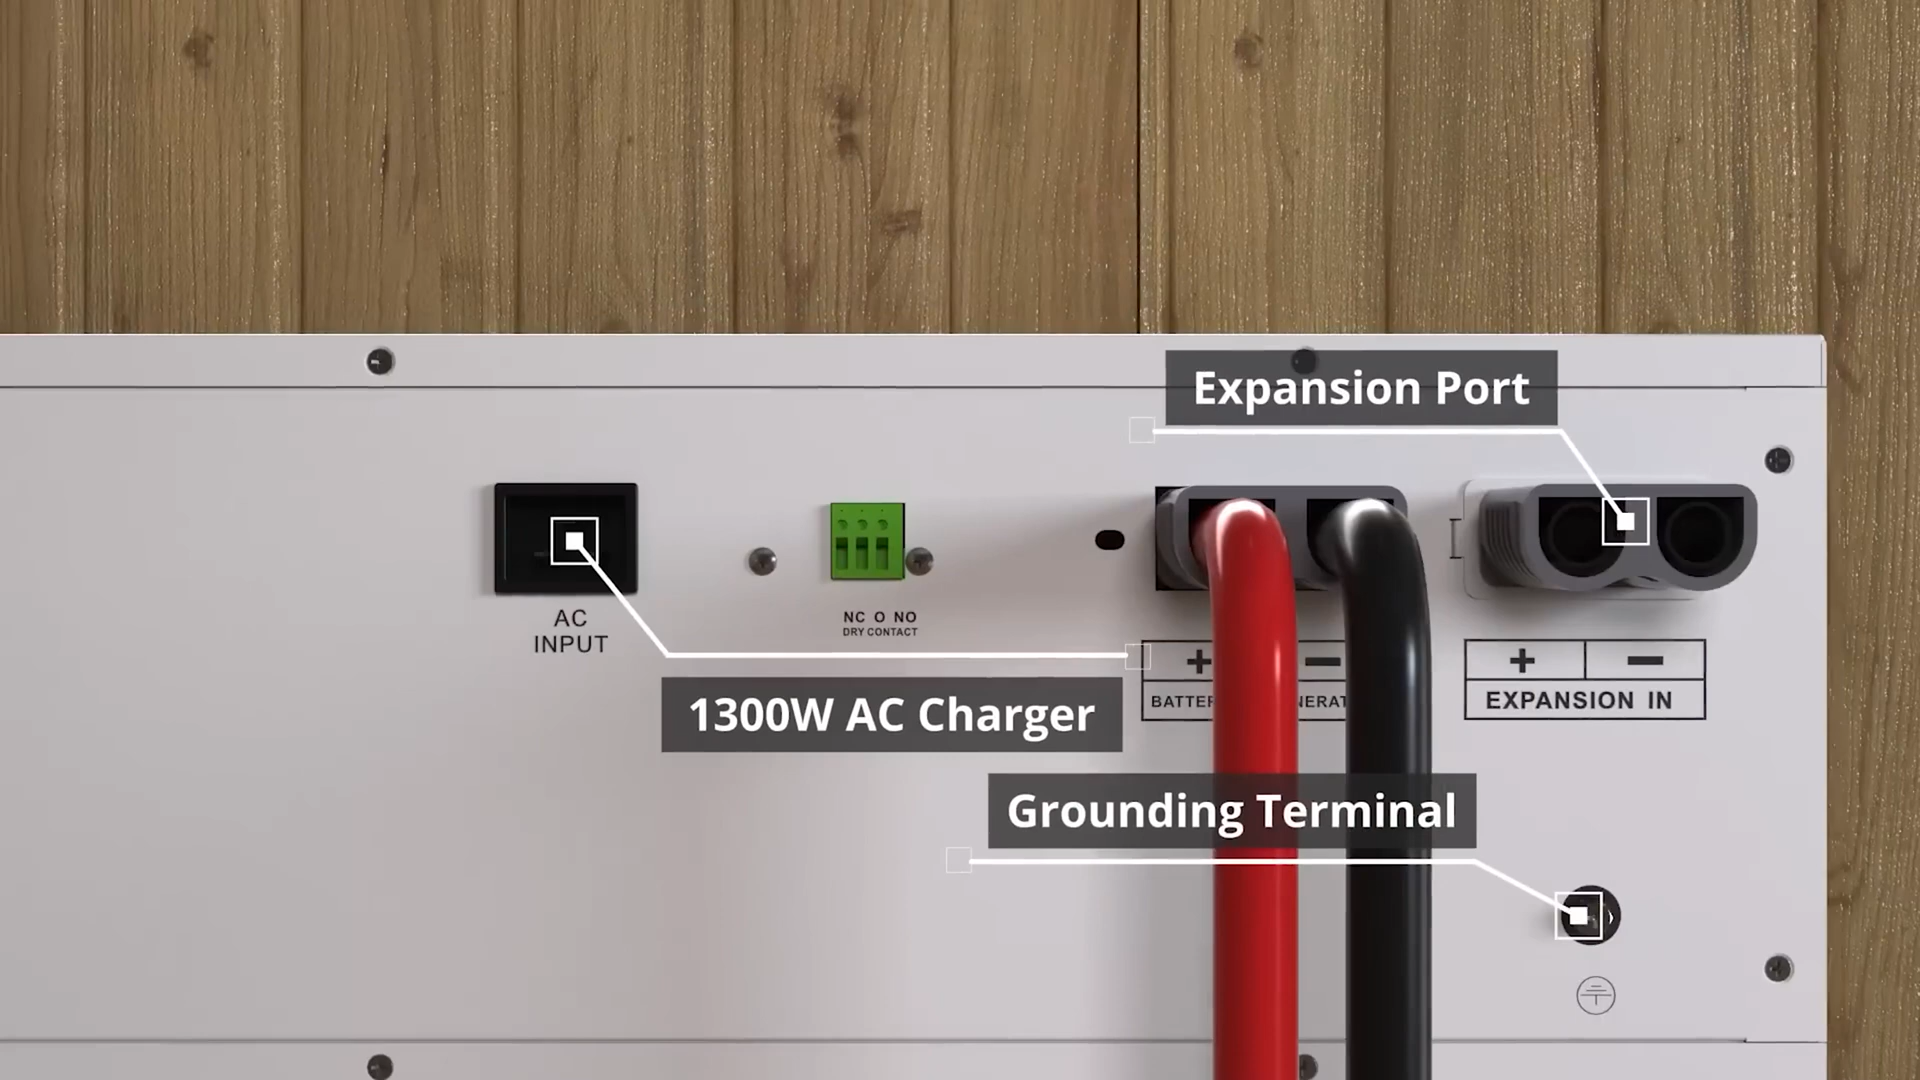 Expansion Port
AC
INPUT
NC O NO
DRY CONTACT
1300W AC Charger
+ −
+ −
EXPANSION IN
Grounding Terminal